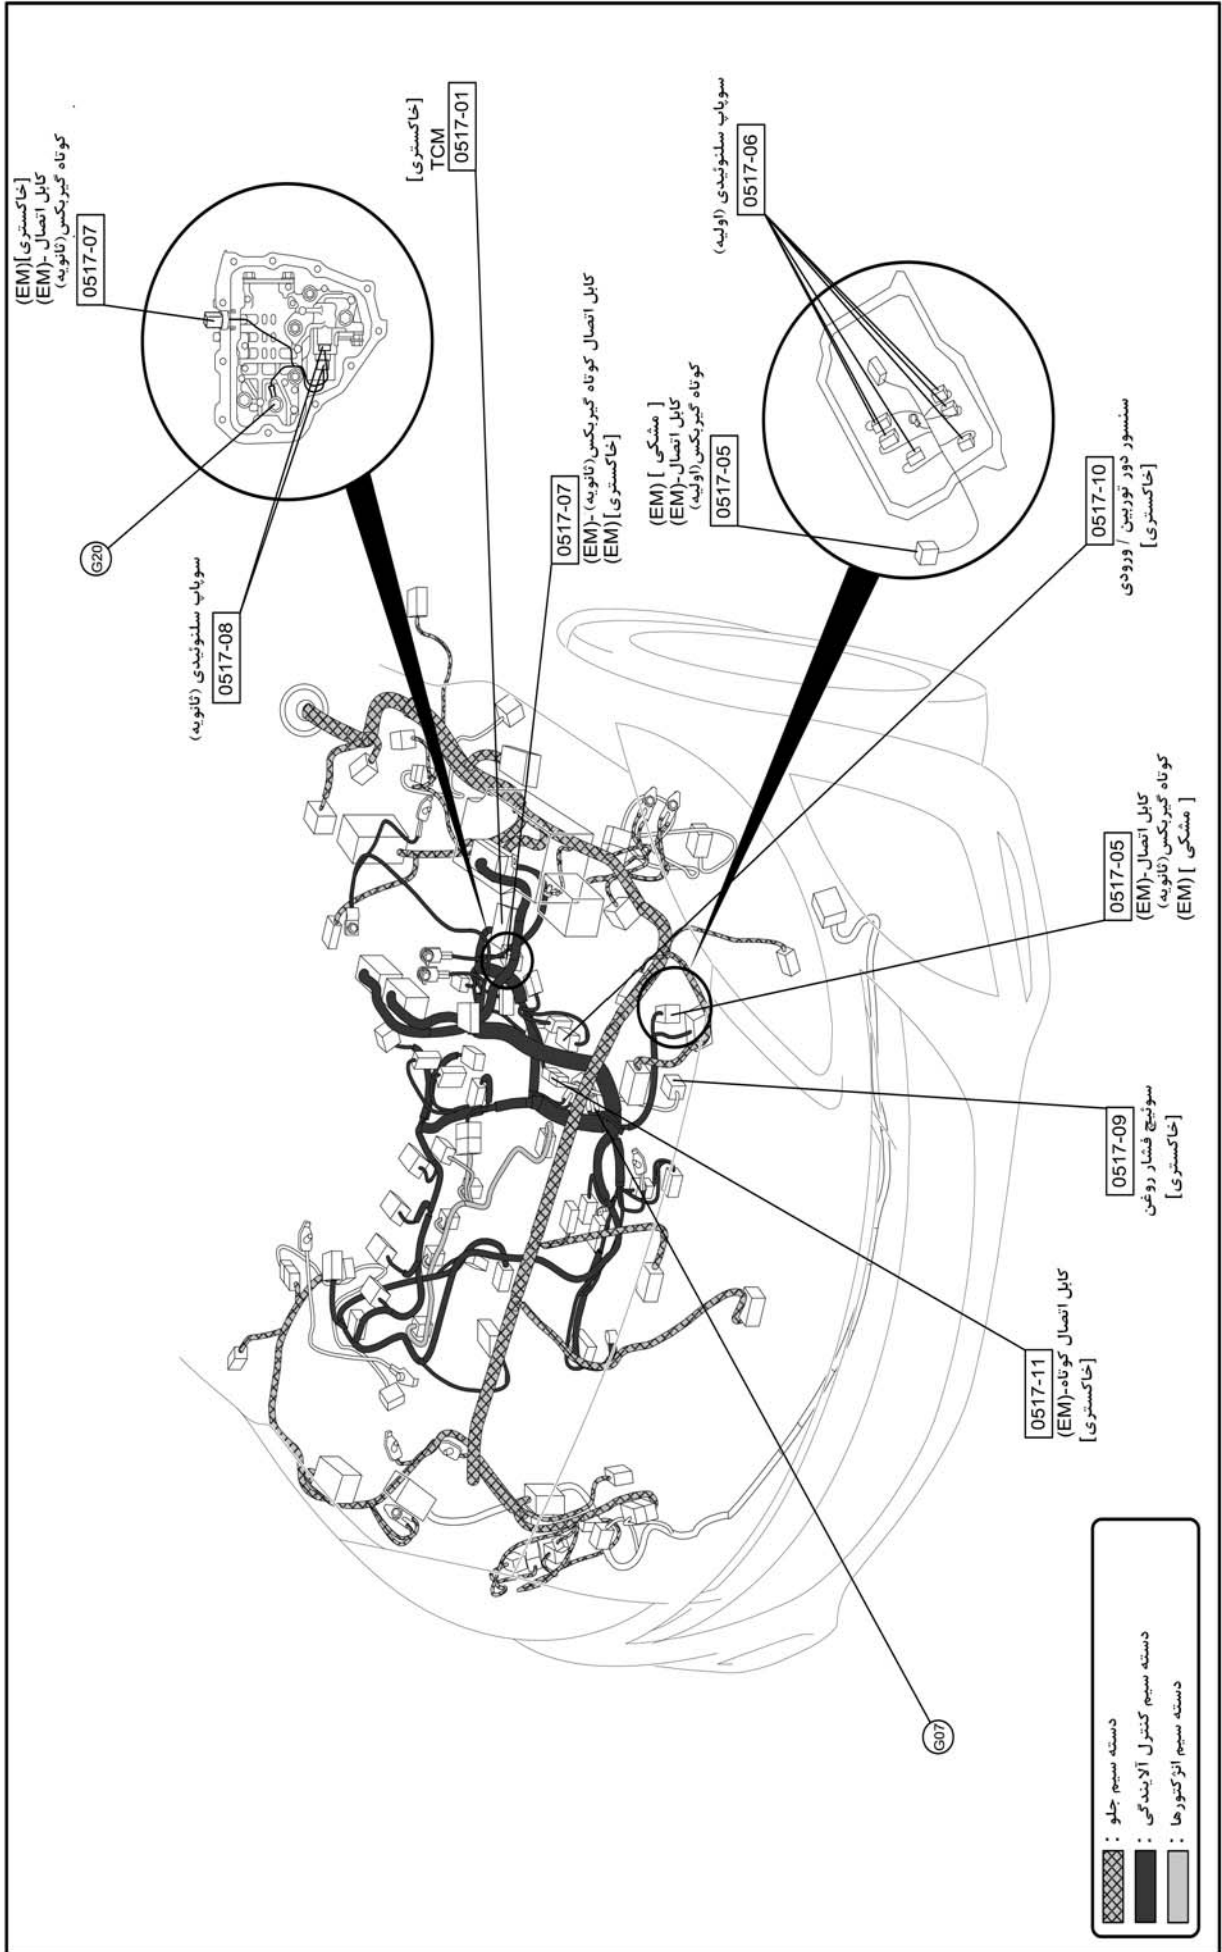 [خاکستری](EM)
کابل اتصال -(EM)
کوتاه گیربکس(ثانویه)
0517-07
[خاکستری]
TCM
0517-01
سوپاپ سلنوئیدی (اولیه)
0517-06
G20
سوپاپ سلنوئیدی (ثانویه)
0517-08
0517-07
کابل اتصال کوتاه گیربکس(ثانویه)-(EM)
[خاکستری](EM)
[ مشکی ] (EM)
کابل اتصال-(EM)
کوتاه گیربکس(اولیه)
0517-05
0517-10
سنسور دور توربین / ورودی
[خاکستری]
0517-05
کابل اتصال-(EM)
کوتاه گیربکس(ثانویه)
[ مشکی ] (EM)
0517-09
سوئیچ فشار روغن
[خاکستری]
0517-11
کابل اتصال کوتاه-(EM)
[خاکستری]
G07
دسته سیم جلو :
دسته سیم کنترل آلایندگی :
دسته سیم انژکتورها :